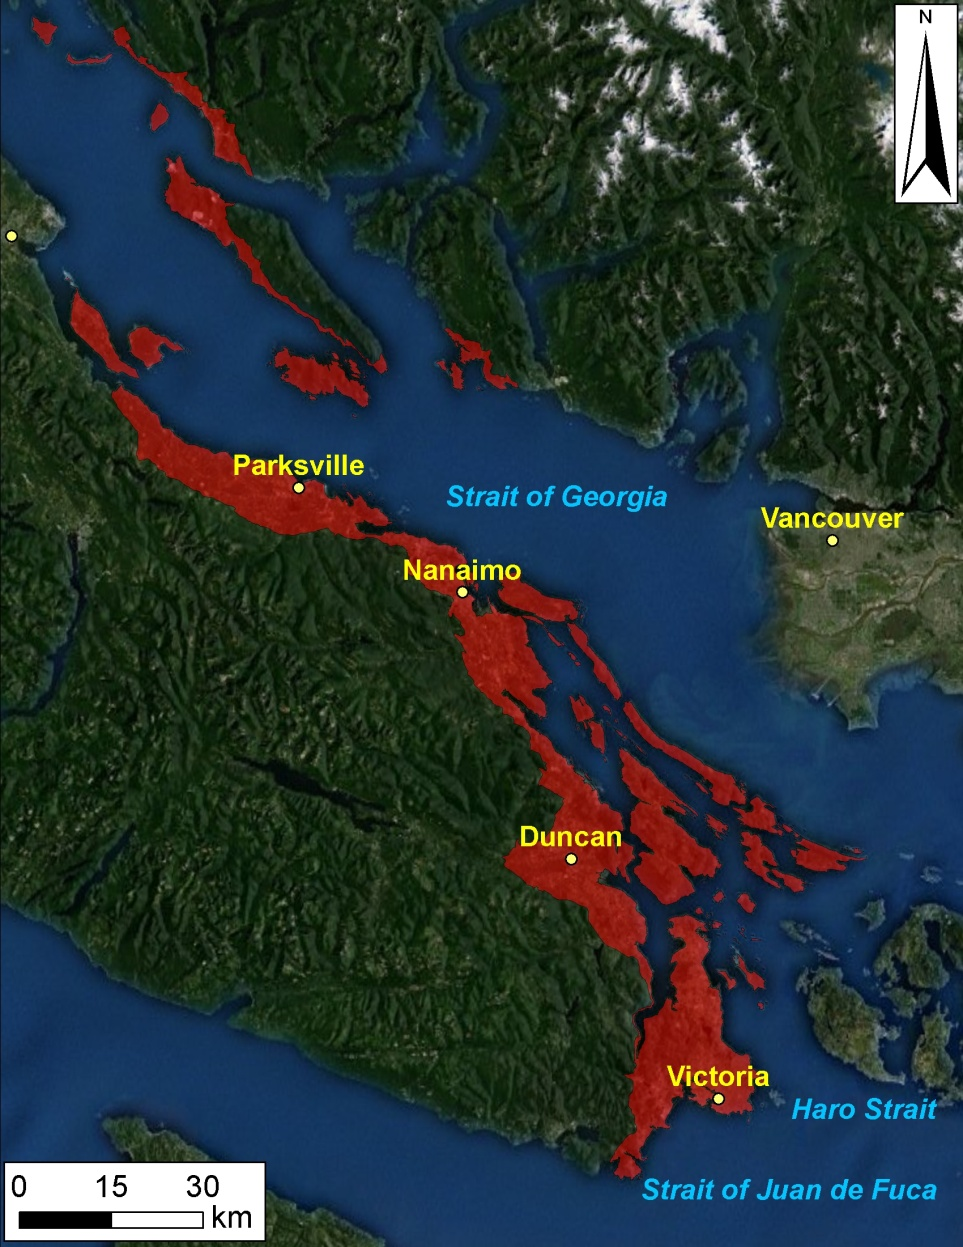 N
Parksville
Strait of Georgia
Vancouver
Nanaimo
Duncan
Victoria
Haro Strait
Strait of Juan de Fuca
0 15 30
km